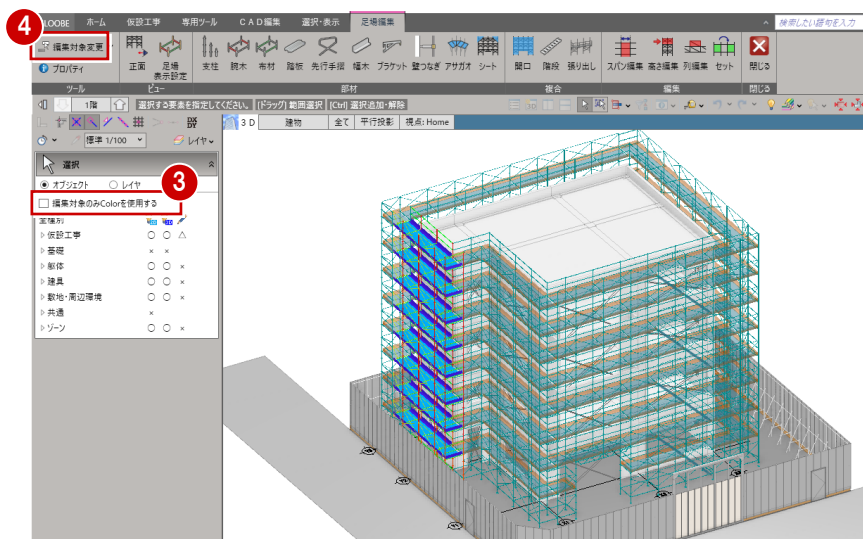 4
LOOBE ホーム 仮設工事 専用ツール CAD編集 選択・表示 足場編集 検索したい語句を入力
編集対象変更
プロパティ
正面 足場表示設定 支柱 腕木 布材 踏板 先行手摺 幅木 ブラケット 壁つなぎ アサガオ シート 開口 階段 張り出し スパン編集 高さ編集 列編集 セット 閉じる
ツール ビュー 部材 複合 編集 閉じる
1階 選択する要素を指定してください。 [ドラッグ] 範囲選択 [Ctrl] 選択追加・解除
3D 建物 全て 平行投影 視点: Home
標準 1/100 レイヤ
選択
オブジェクト レイヤ
3
編集対象のみColorを使用する
仮設工事 ○ ○ △
基礎 × ×
躯体 ○ ○ ×
建具 ○ ○ ×
敷地・周辺環境 ○ ○ ×
共通 ×
ゾーン ○ ○ ×